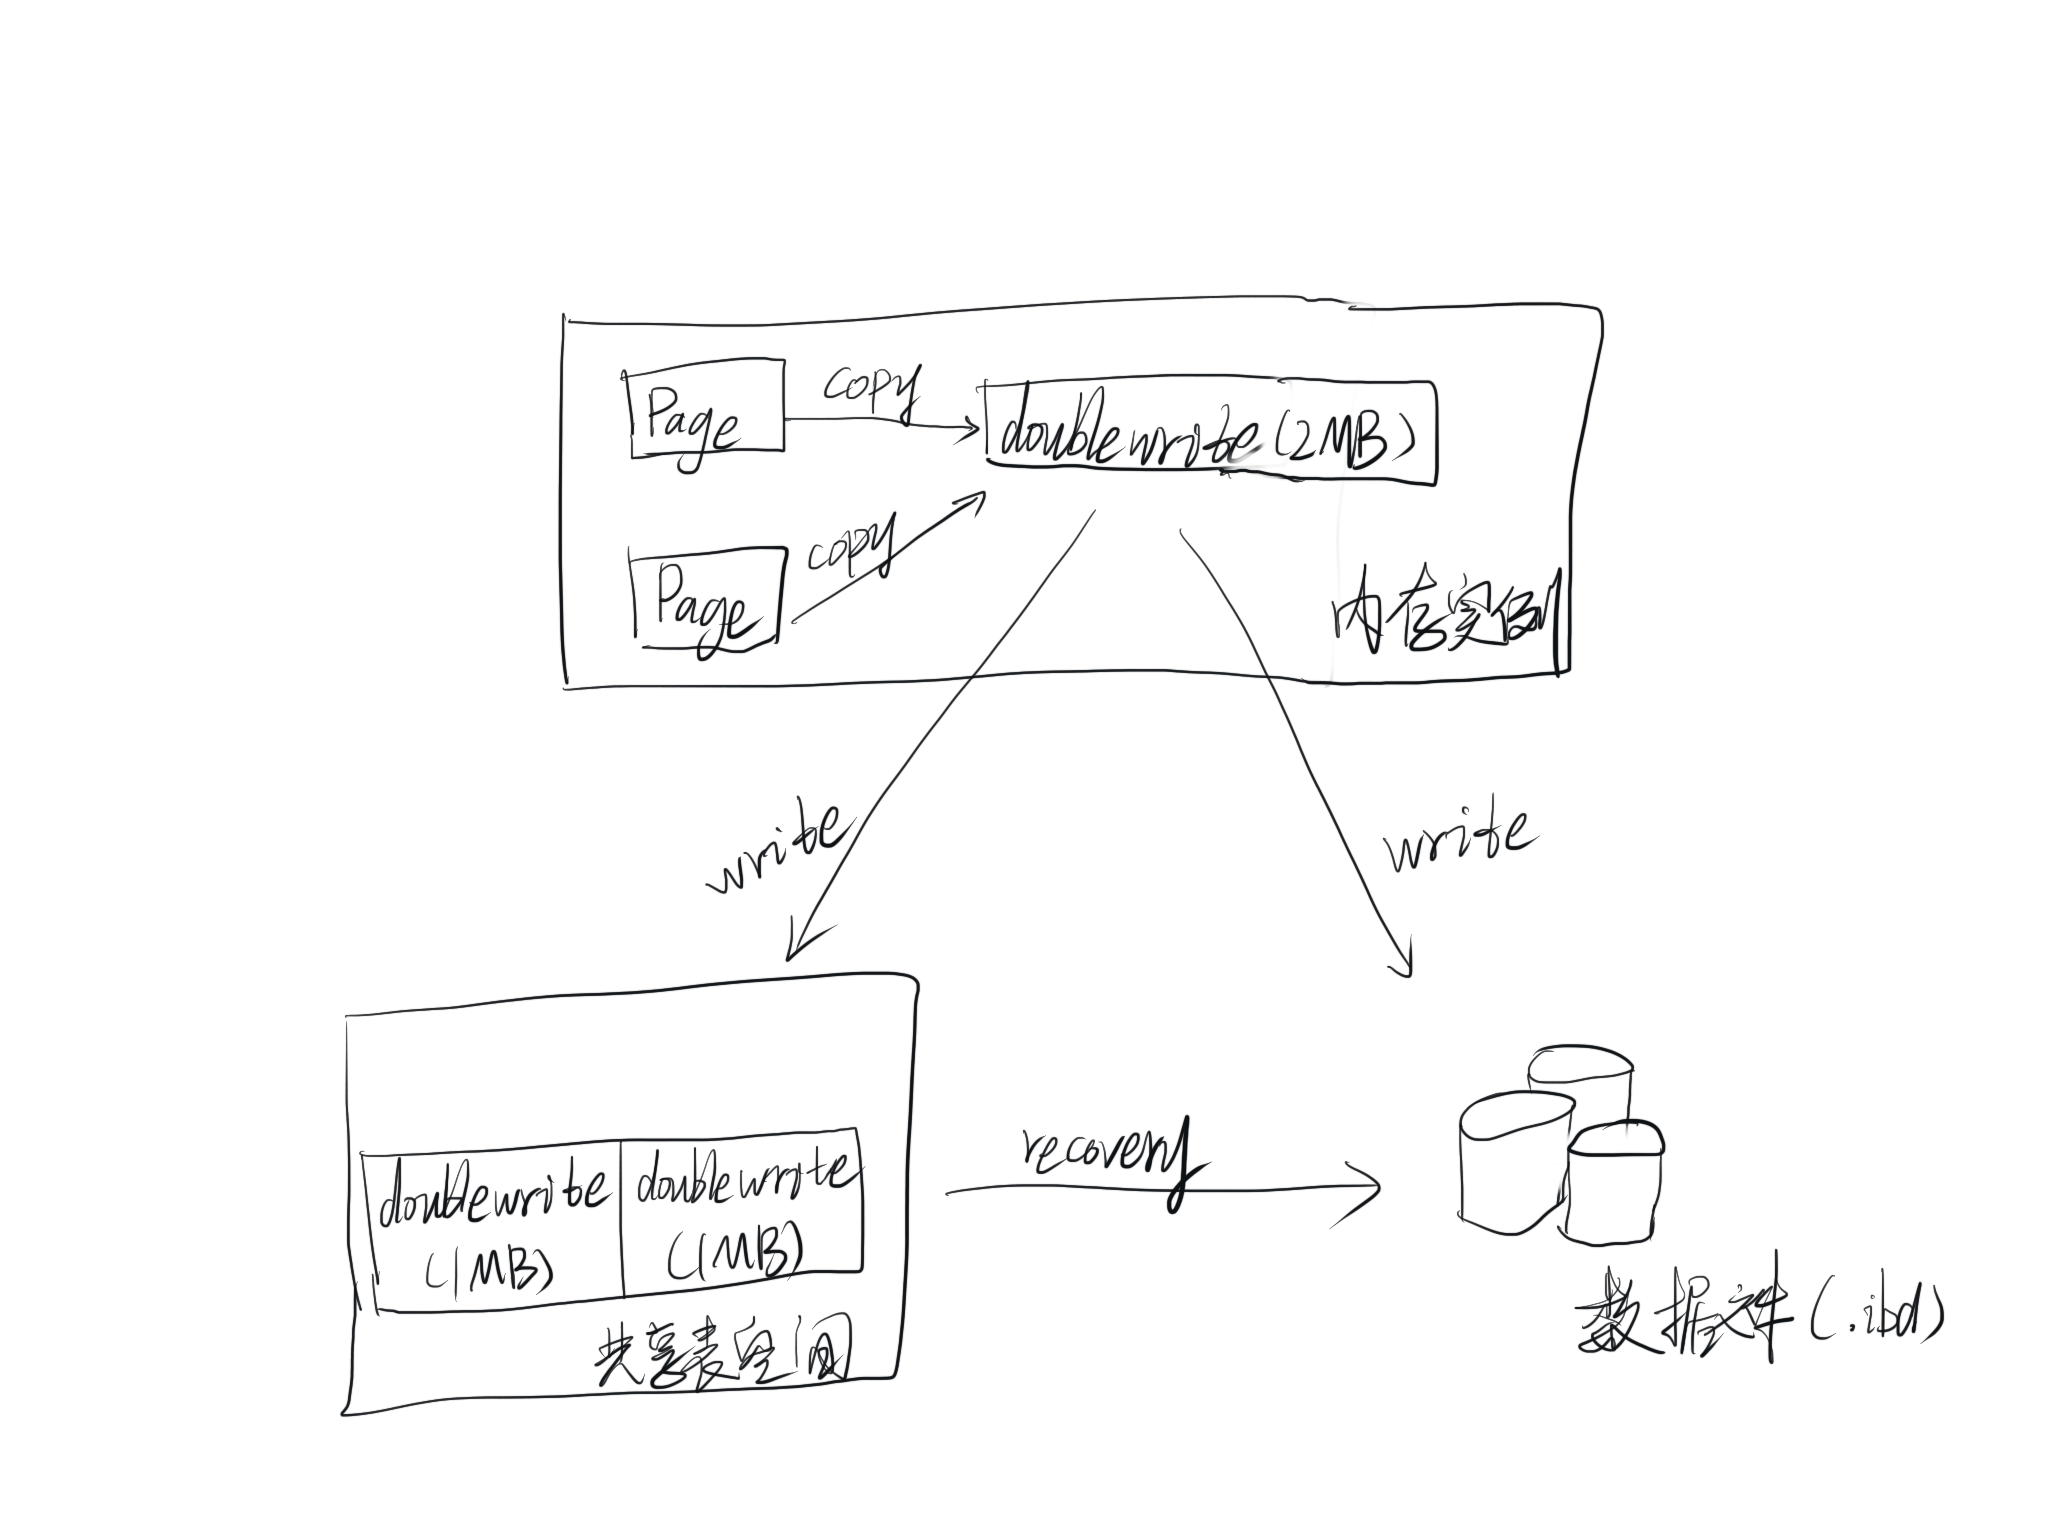 Page
copy
doublewrite(2MB)
copy
Page
内存实例
write
write
doublewrite
(1MB)
doublewrite
(1MB)
共享表空间
recovery
数据文件(.ibd)